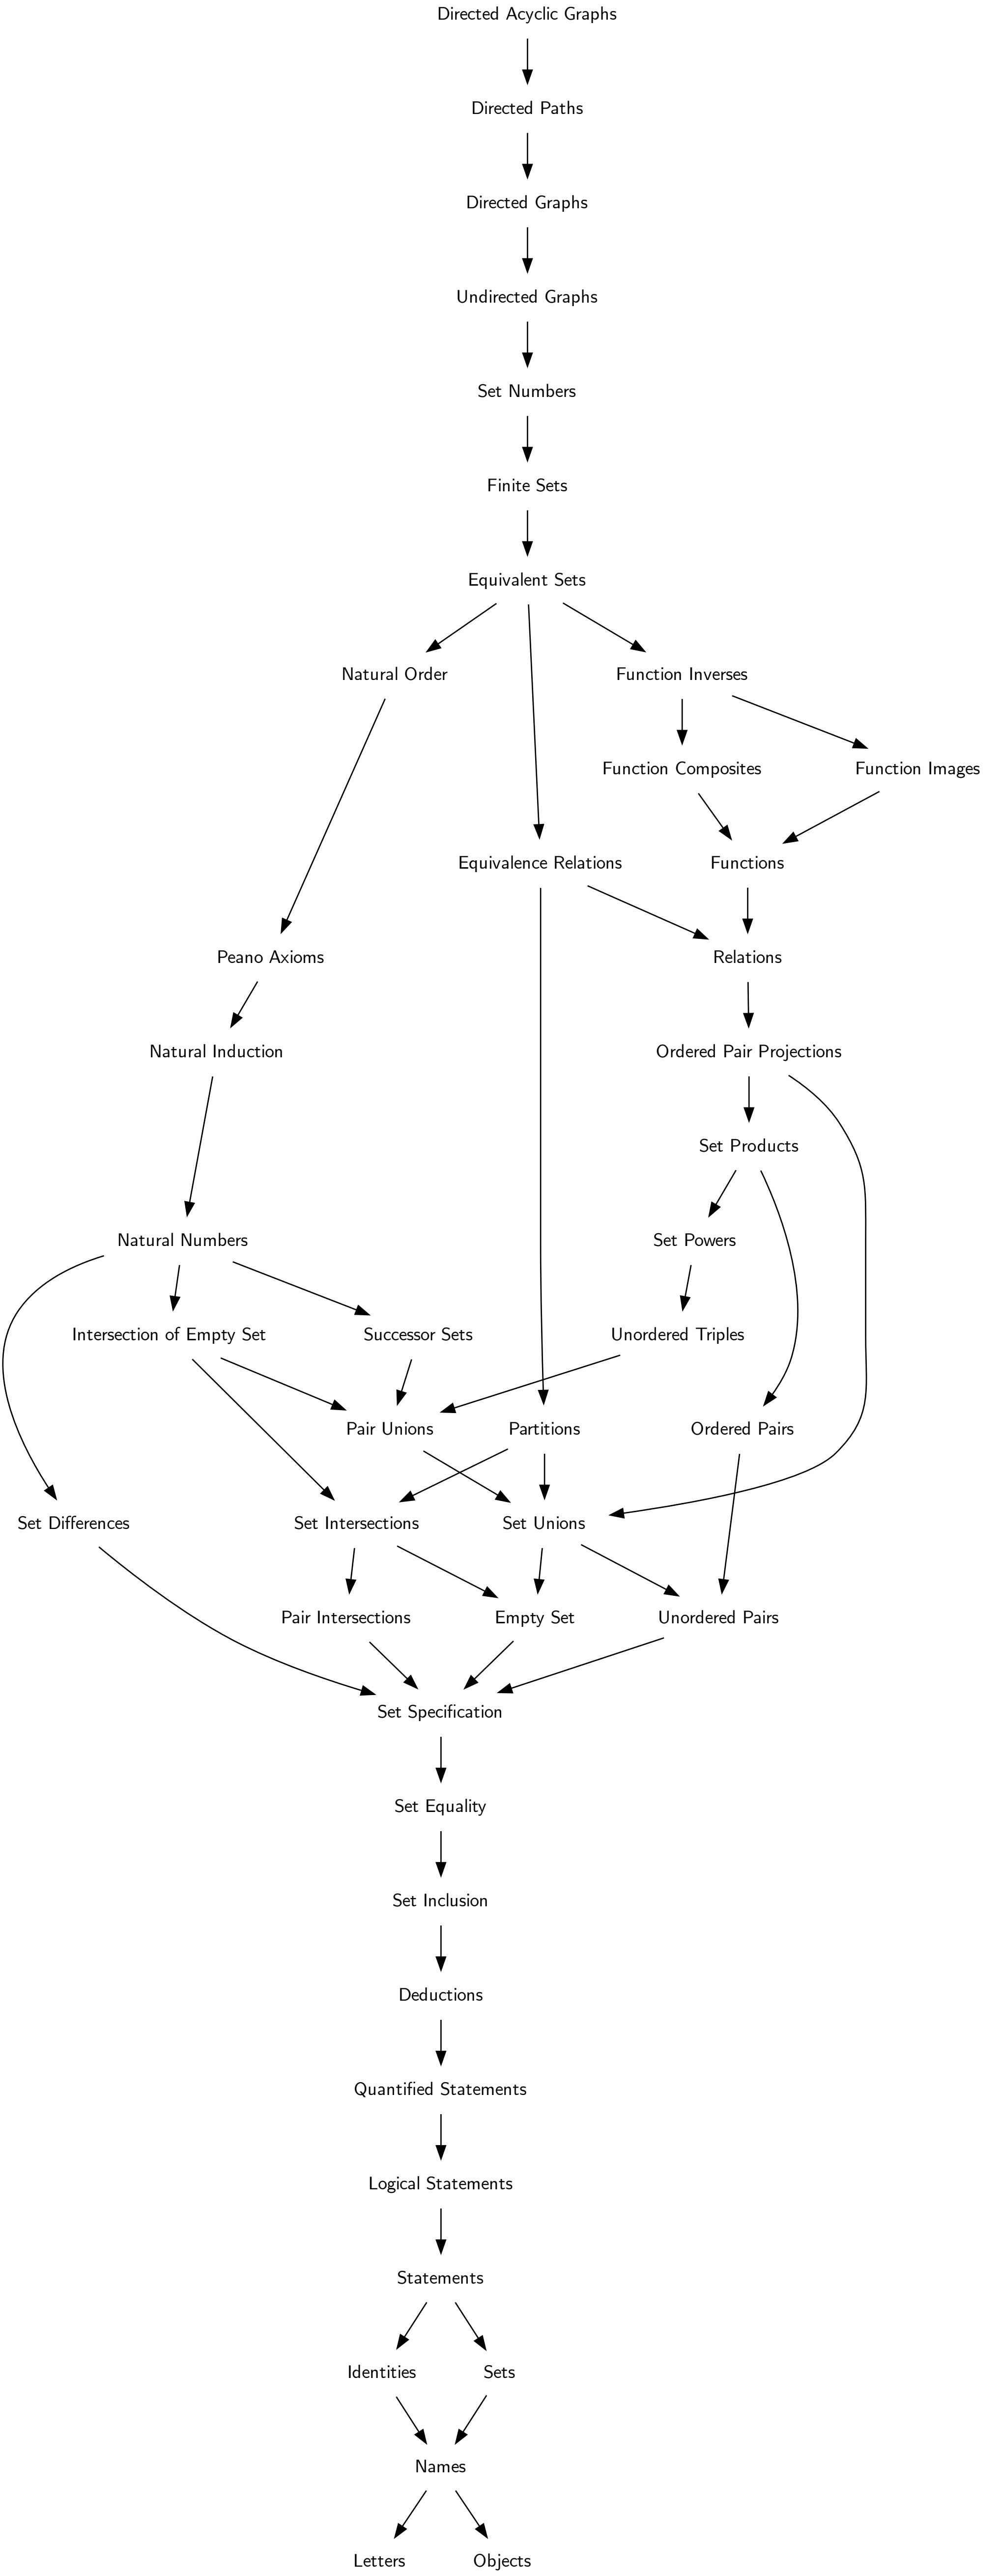 Directed Acyclic Graphs
Directed Paths
Directed Graphs
Undirected Graphs
Set Numbers
Finite Sets
Equivalent Sets
Natural Order
Function Inverses
Function Composites
Function Images
Equivalence Relations
Functions
Peano Axioms
Relations
Natural Induction
Ordered Pair Projections
Set Products
Natural Numbers
Set Powers
Intersection of Empty Set
Successor Sets
Unordered Triples
Pair Unions
Partitions
Ordered Pairs
Set Differences
Set Intersections
Set Unions
Pair Intersections
Empty Set
Unordered Pairs
Set Specification
Set Equality
Set Inclusion
Deductions
Quantified Statements
Logical Statements
Statements
Identities
Sets
Names
Letters
Objects